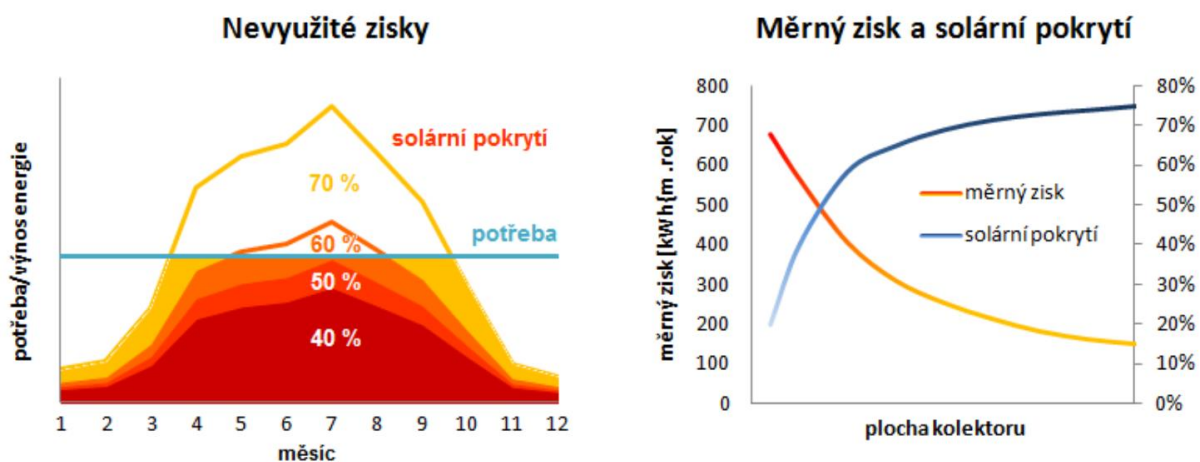 Nevyužité zisky
potřeba/výnos energie
solární pokrytí
70 %
potřeba
60 %
50 %
40 %
1 2 3 4 5 6 7 8 9 10 11 12
měsíc
Měrný zisk a solární pokrytí
měrný zisk [kWh{m .rok]
800
700
600
500
400
300
200
100
0
měrný zisk
solární pokrytí
80%
70%
60%
50%
40%
30%
20%
10%
0%
plocha kolektoru